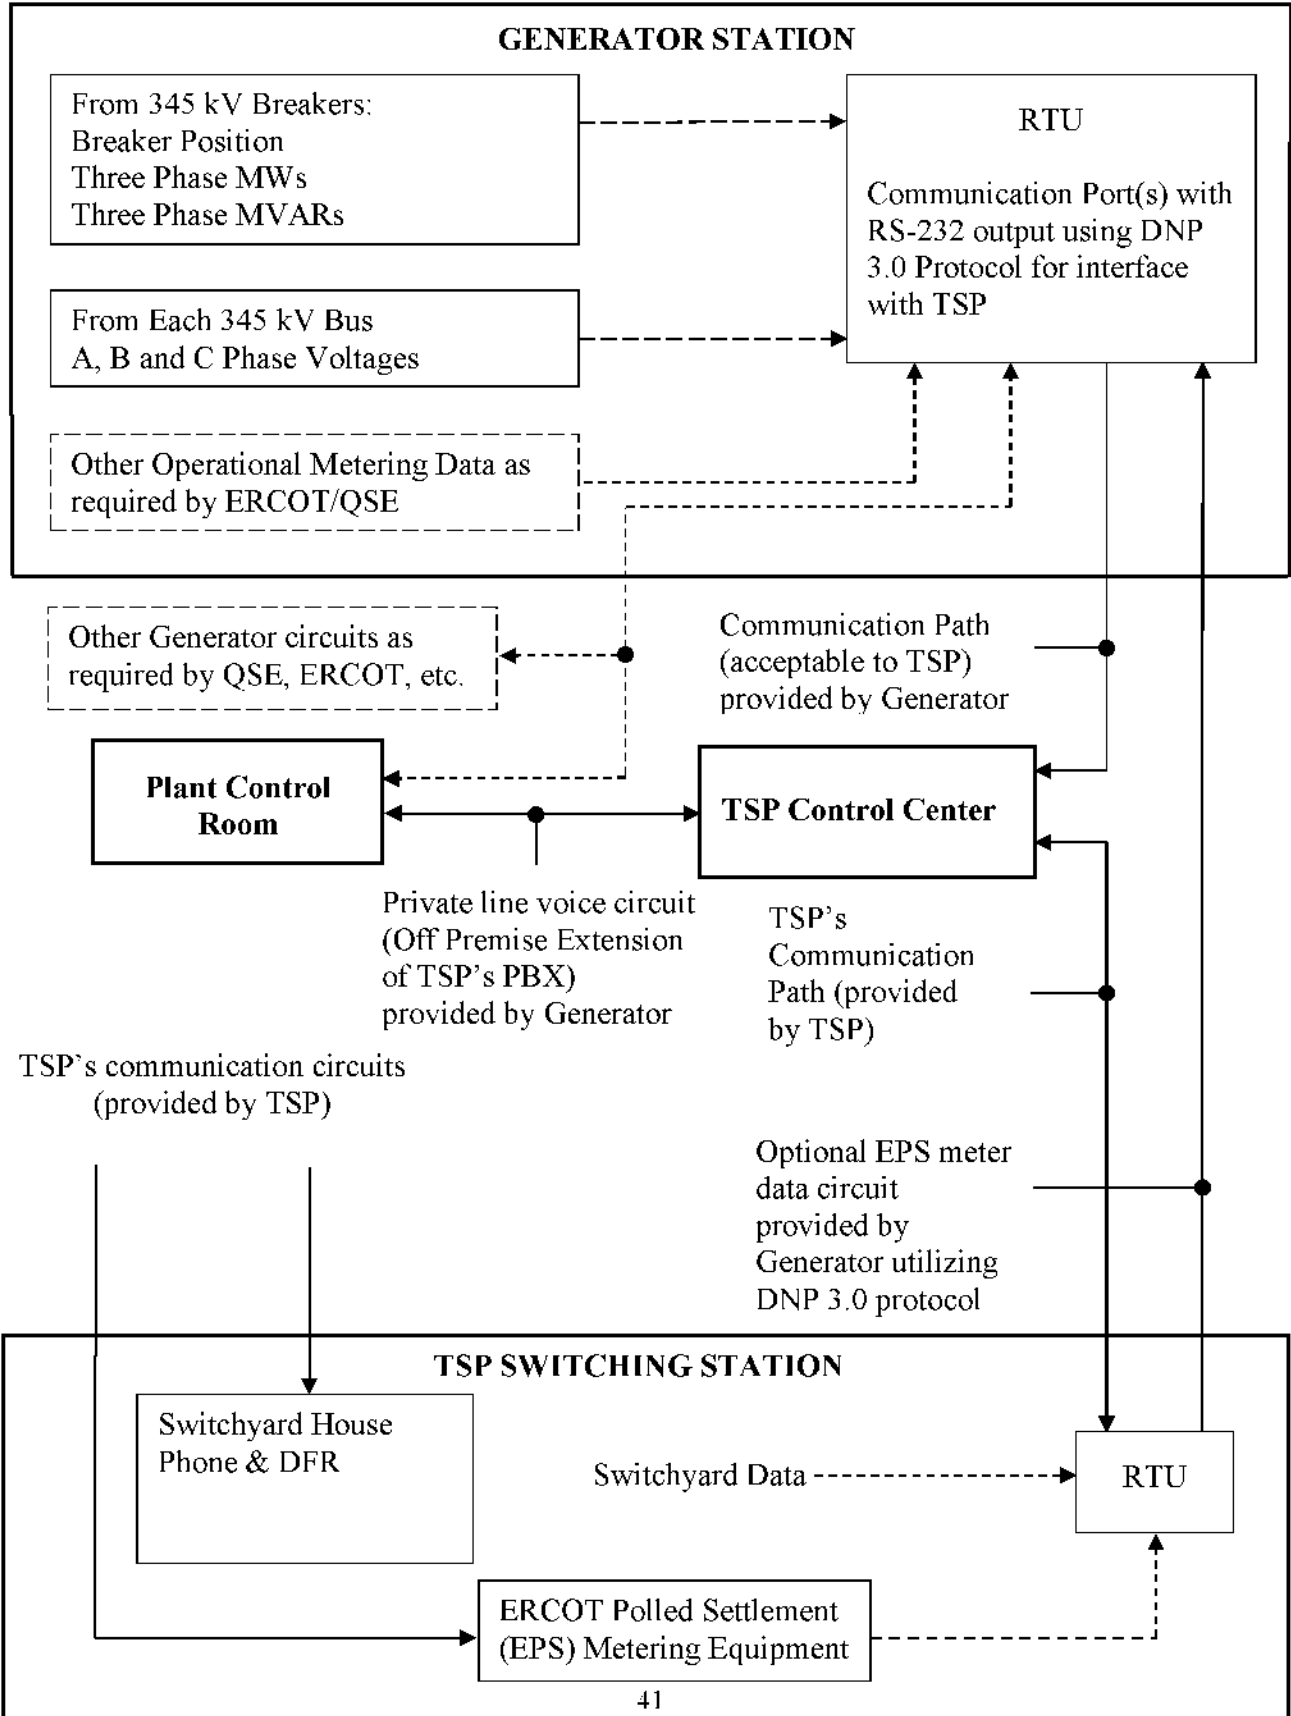 GENERATOR STATION
From 345 kV Breakers:
Breaker Position
Three Phase MWs
Three Phase MVARs
RTU
Communication Port(s) with
RS-232 output using DNP
3.0 Protocol for interface
with TSP
From Each 345 kV Bus
A, B and C Phase Voltages
Other Operational Metering Data as
required by ERCOT/QSE
Other Generator circuits as
required by QSE, ERCOT, etc.
Communication Path
(acceptable to TSP)
provided by Generator
Plant Control
Room
TSP Control Center
Private line voice circuit
(Off Premise Extension
of TSP's PBX)
provided by Generator
TSP's
Communication
Path (provided
by TSP)
TSP's communication circuits
(provided by TSP)
Optional EPS meter
data circuit
provided by
Generator utilizing
DNP 3.0 protocol
TSP SWITCHING STATION
Switchyard House
Phone & DFR
Switchyard Data
RTU
ERCOT Polled Settlement
(EPS) Metering Equipment
41